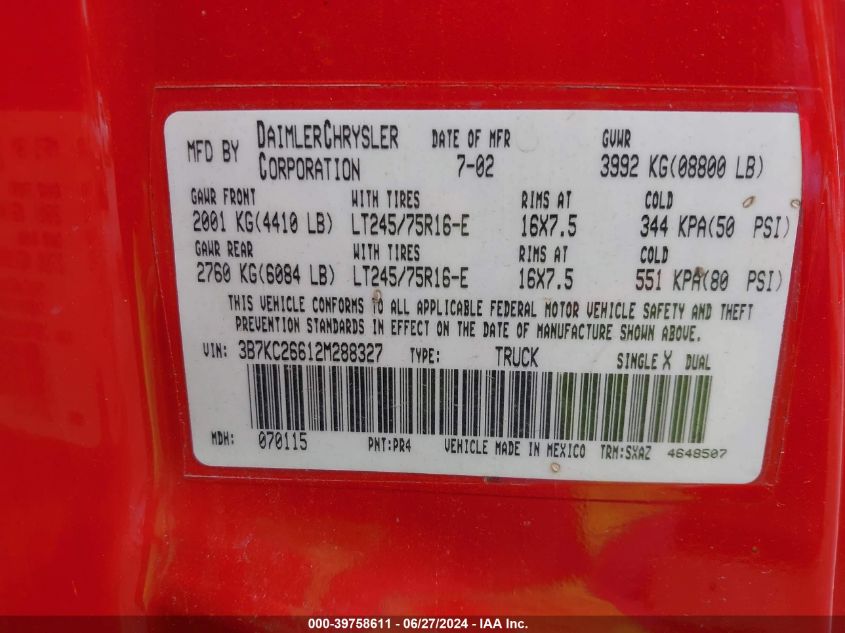 MFD BY DAIMLERCHRYSLER CORPORATION DATE OF MFR 7-02 GVWR 3992 KG(08800 LB)
GAWR FRONT WITH TIRES RIMS AT COLD
2001 KG(4410 LB) LT245/75R16-E 16X7.5 344 KPA(50 PSI)
GAWR REAR WITH TIRES RIMS AT COLD
2760 KG(6084 LB) LT245/75R16-E 16X7.5 551 KPA(80 PSI)
THIS VEHICLE CONFORMS TO ALL APPLICABLE FEDERAL MOTOR VEHICLE SAFETY AND THEFT
PREVENTION STANDARDS IN EFFECT ON THE DATE OF MANUFACTURE SHOWN ABOVE.
VIN: 3B7KC26612M288327 TYPE: TRUCK SINGLE X DUAL
MDH: 070115 PNT:PR4 VEHICLE MADE IN MEXICO TRM:SXAZ 4648507
000-39758611 - 06/27/2024 - IAA Inc.